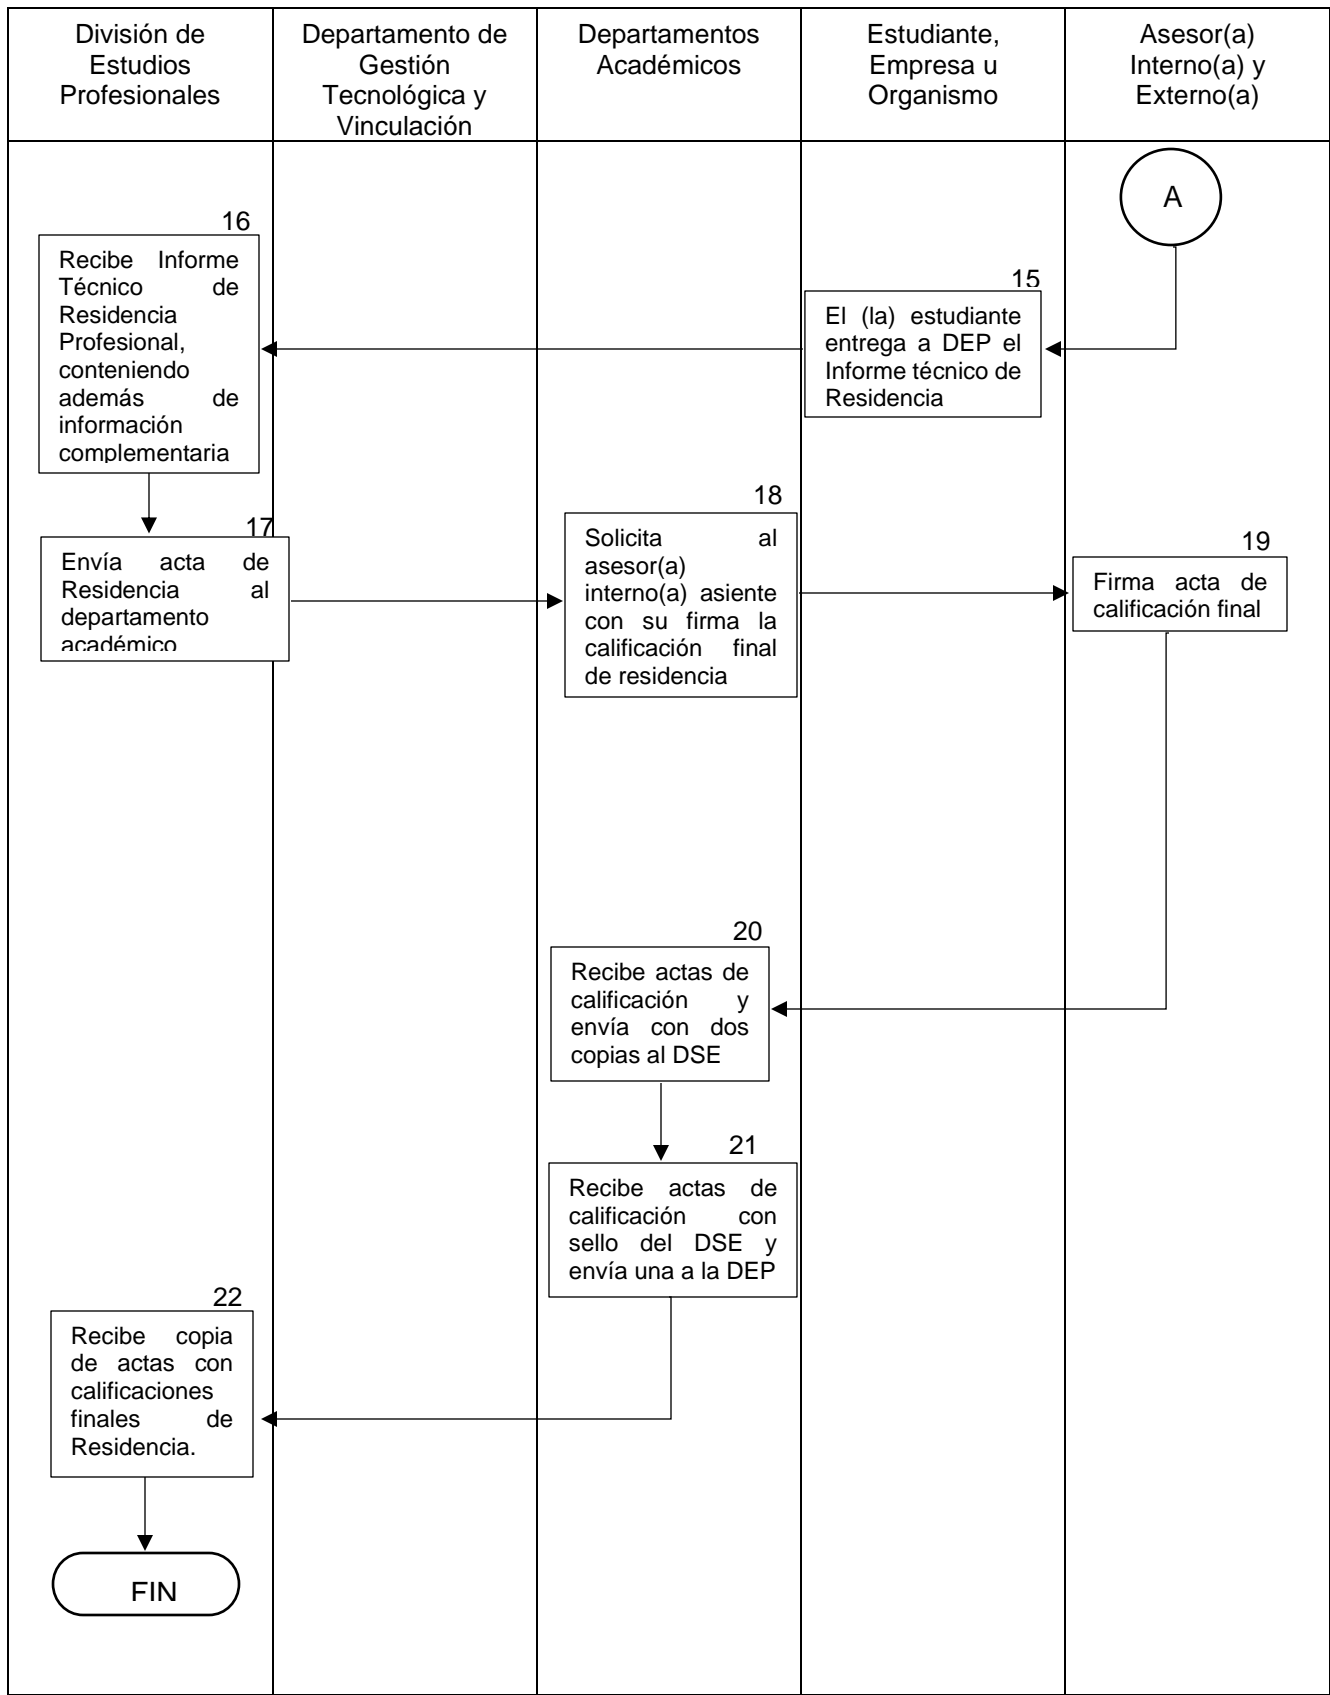 División de
Estudios
Profesionales
Departamento de
Gestión
Tecnológica y
Vinculación
Departamentos
Académicos
Estudiante,
Empresa u
Organismo
Asesor(a)
Interno(a) y
Externo(a)
A
15
El (la) estudiante
entrega a DEP el
Informe técnico de
Residencia
16
Recibe Informe
Técnico de
Residencia
Profesional,
conteniendo
además de
información
complementaria
17
Envía acta de
Residencia al
departamento
académico
18
Solicita al
asesor(a)
interno(a) asiente
con su firma la
calificación final
de residencia
19
Firma acta de
calificación final
20
Recibe actas de
calificación y
envía con dos
copias al DSE
21
Recibe actas de
calificación con
sello del DSE y
envía una a la DEP
22
Recibe copia
de actas con
calificaciones
finales de
Residencia.
FIN